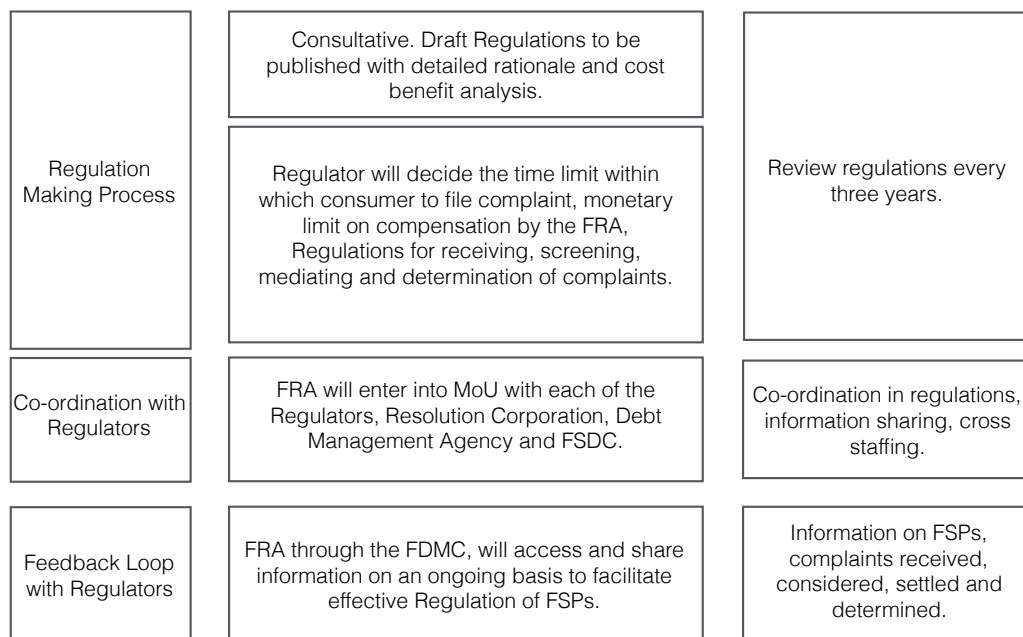 Regulation
Making Process
Consultative. Draft Regulations to be
published with detailed rationale and cost
benefit analysis.
Regulator will decide the time limit within
which consumer to file complaint, monetary
limit on compensation by the FRA,
Regulations for receiving, screening,
mediating and determination of complaints.
Review regulations every
three years.
Co-ordination with
Regulators
FRA will enter into MoU with each of the
Regulators, Resolution Corporation, Debt
Management Agency and FSDC.
Co-ordination in regulations,
information sharing, cross
staffing.
Feedback Loop
with Regulators
FRA through the FDMC, will access and share
information on an ongoing basis to facilitate
effective Regulation of FSPs.
Information on FSPs,
complaints received,
considered, settled and
determined.